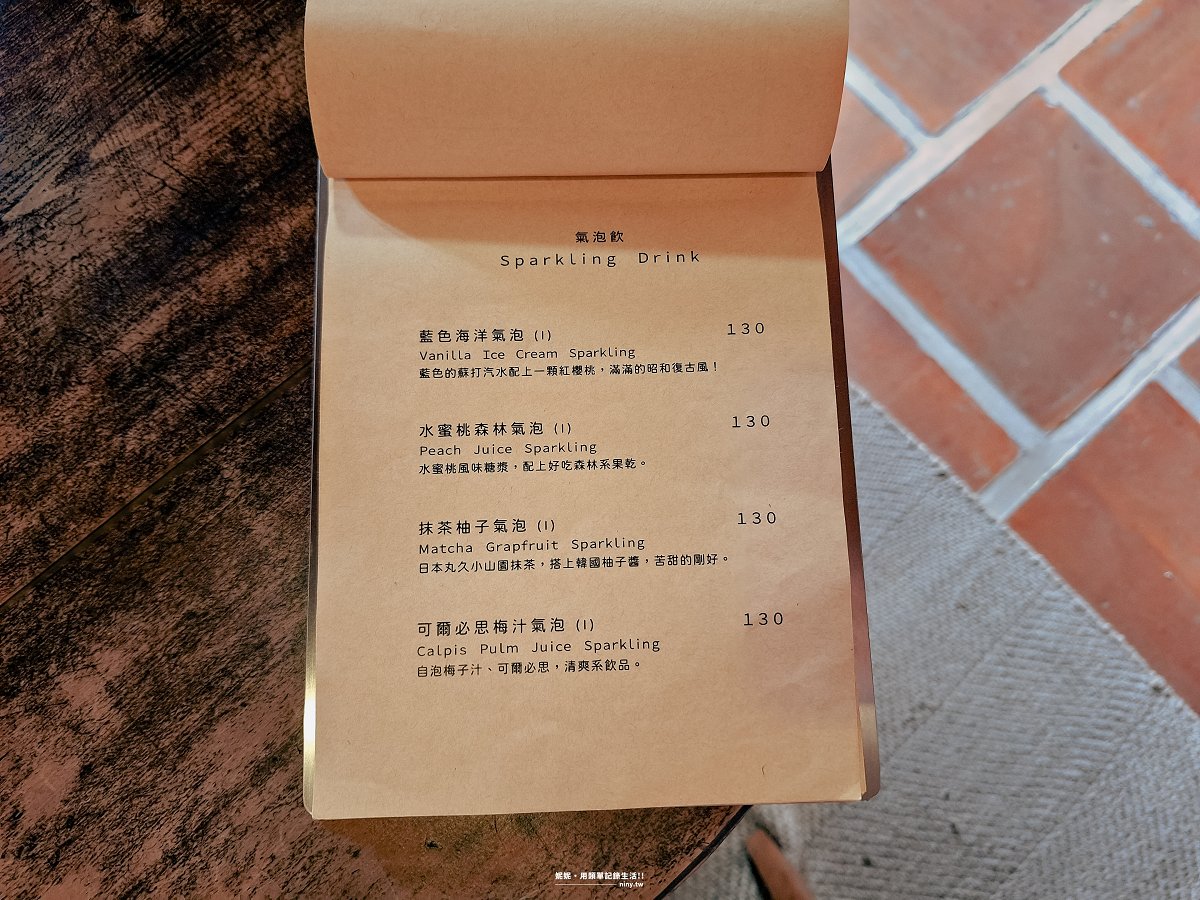 氣泡飲
Sparkling Drink
藍色海洋氣泡 (I) 130
Vanilla Ice Cream Sparkling
藍色的蘇打汽水配上一顆紅櫻桃，滿滿的昭和復古風！
水蜜桃森林氣泡 (I) 130
Peach Juice Sparkling
水蜜桃風味糖漿，配上好吃森林系果乾。
抹茶柚子氣泡 (I) 130
Matcha Grapfruit Sparkling
日本丸久小山園抹茶，搭上韓國柚子醬，苦甜的剛好。
可爾必思梅汁氣泡 (I) 130
Calpis Pulm Juice Sparkling
自泡梅子汁、可爾必思，清爽系飲品。
妮妮。用簡單記錄生活!!
niny.tw